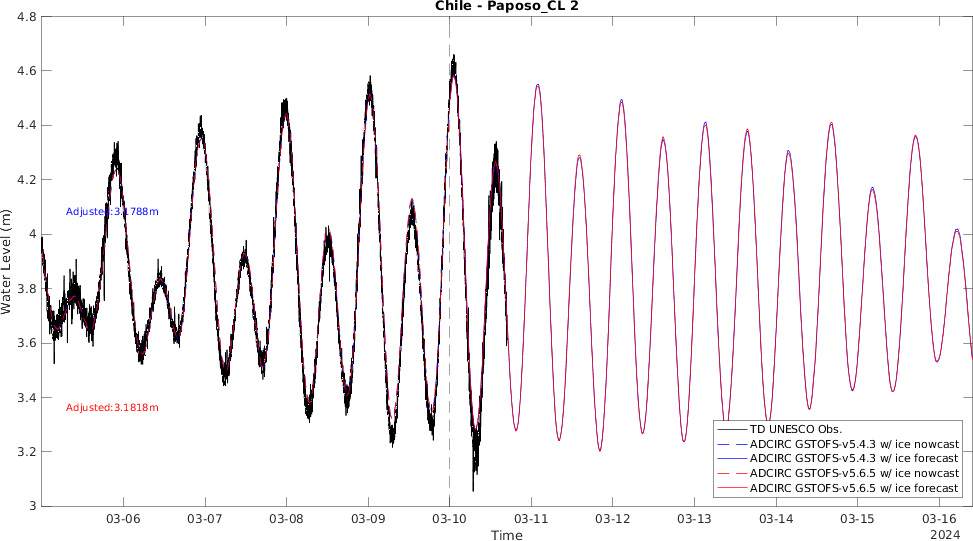 Chile - Paposo_CL 2
4.8
4.6
4.4
4.2
4
3.8
3.6
3.4
3.2
3
Water Level (m)
Adjusted:3.1788m
Adjusted:3.1818m
TD UNESCO Obs.
ADCIRC GSTOFS-v5.4.3 w/ ice nowcast
ADCIRC GSTOFS-v5.4.3 w/ ice forecast
ADCIRC GSTOFS-v5.6.5 w/ ice nowcast
ADCIRC GSTOFS-v5.6.5 w/ ice forecast
03-06 03-07 03-08 03-09 03-10 03-11 03-12 03-13 03-14 03-15 03-16
Time
2024